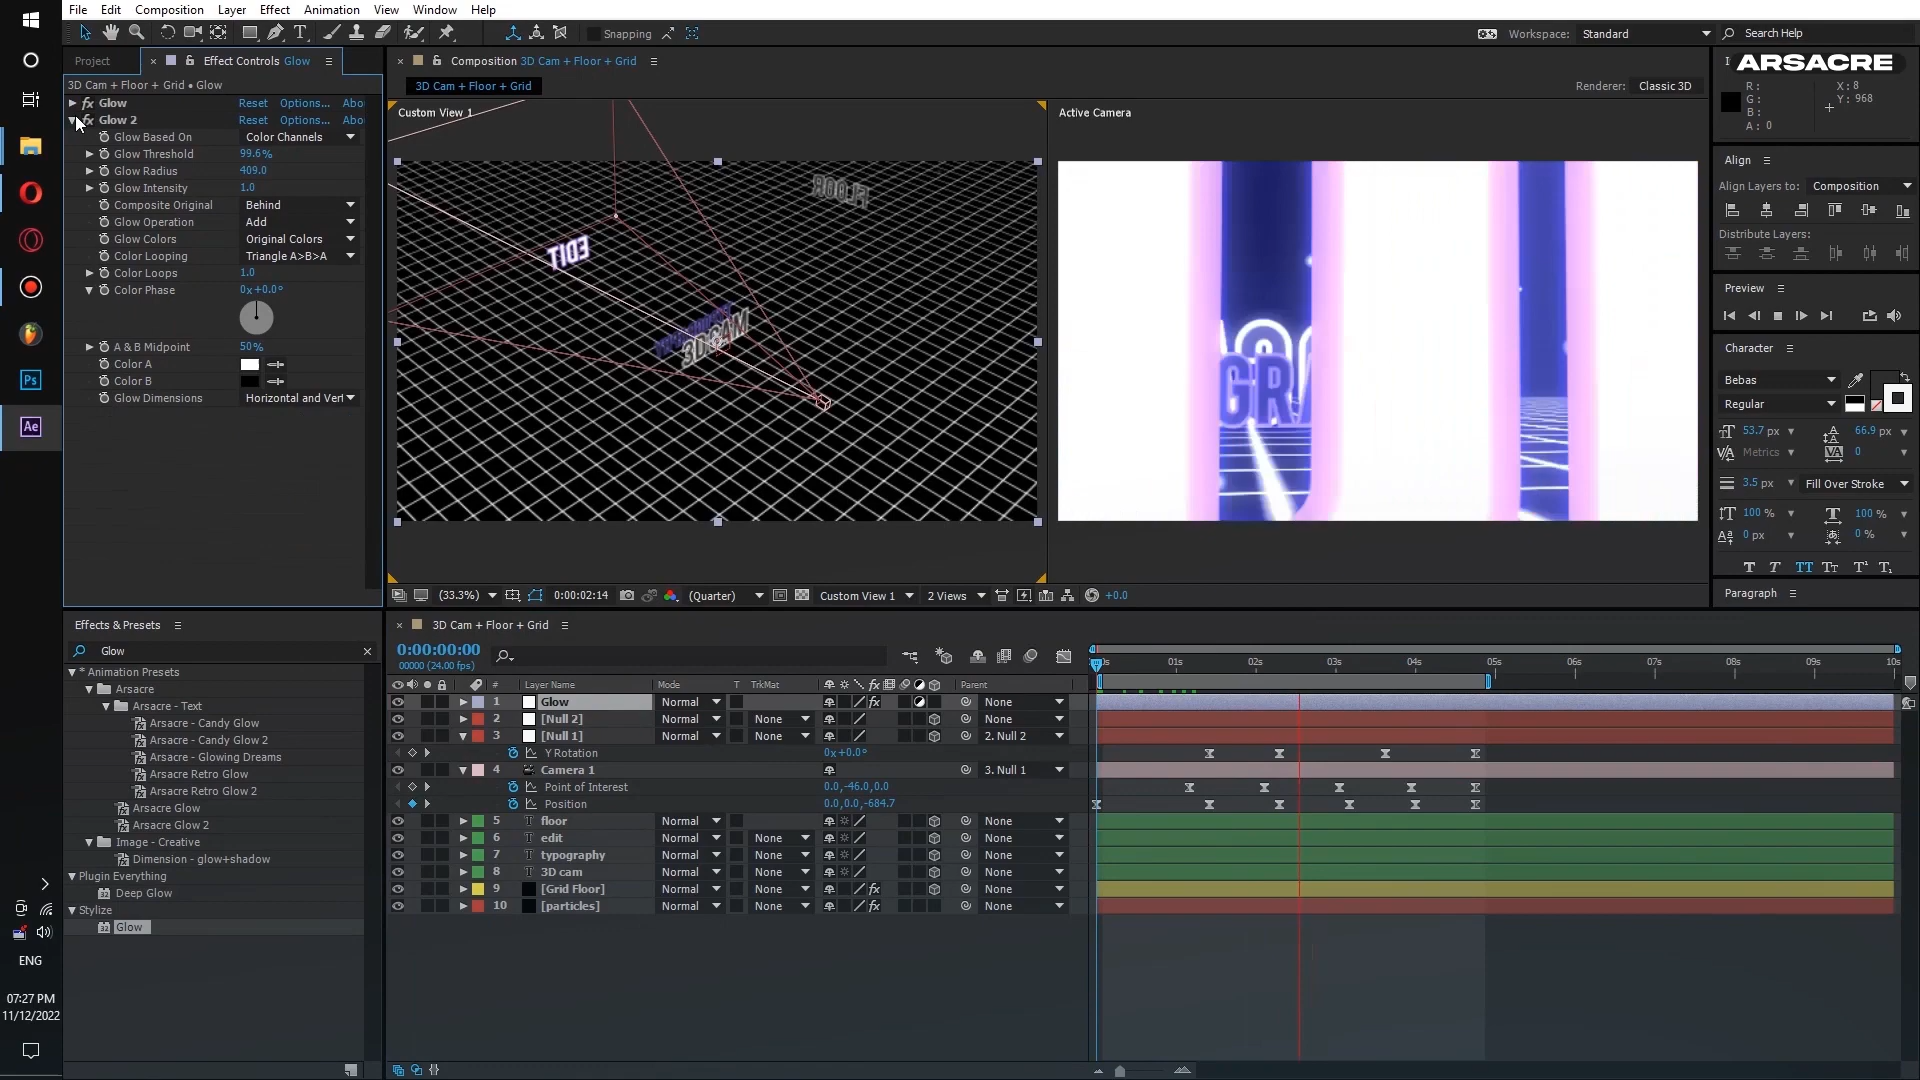 File Edit Composition Layer Effect Animation View Window Help
Snapping
Workspace: Standard
Search Help
Project
Effect Controls Glow
3D Cam + Floor + Grid • Glow
fx Glow Reset Options... Abo
fx Glow 2 Reset Options... Abo
Glow Based On Color Channels
Glow Threshold 99.6%
Glow Radius 409.0
Glow Intensity 1.0
Composite Original Behind
Glow Operation Add
Glow Colors Original Colors
Color Looping Triangle A>B>A
Color Loops 1.0
Color Phase 0x+0.0°
A & B Midpoint 50%
Color A
Color B
Glow Dimensions Horizontal and Vert
Composition 3D Cam + Floor + Grid
3D Cam + Floor + Grid
Renderer: Classic 3D
Custom View 1
FLOOR
EDIT
3DCAM
Active Camera
GRA
(33.3%) 0:00:02:14 (Quarter) Custom View 1 2 Views +0.0
ARSACRE
R :
G :
B :
A : 0
X : 8
Y : 968
Align
Align Layers to: Composition
Distribute Layers:
Preview
Character
Bebas
Regular
53.7 px 66.9 px
Metrics 0
3.5 px Fill Over Stroke
100 % 100 %
0 px 0 %
Paragraph
Effects & Presets
Glow
* Animation Presets
Arsacre
Arsacre - Text
Arsacre - Candy Glow
Arsacre - Candy Glow 2
Arsacre - Glowing Dreams
Arsacre Retro Glow
Arsacre Retro Glow 2
Arsacre Glow
Arsacre Glow 2
Image - Creative
Dimension - glow+shadow
Plugin Everything
Deep Glow
Stylize
Glow
3D Cam + Floor + Grid
0:00:00:00
00000 (24.00 fps)
01s 02s 03s 04s 05s 06s 07s 08s 09s 10s
# Layer Name Mode T TrkMat Parent
1 Glow Normal None
2 [Null 2] Normal None None
3 [Null 1] Normal None 2. Null 2
Y Rotation 0x+0.0°
4 Camera 1 3. Null 1
Point of Interest 0.0,-46.0,0.0
Position 0.0,0.0,-684.7
5 floor Normal None
6 edit Normal None None
7 typography Normal None None
8 3D cam Normal None None
9 [Grid Floor] Normal None None
10 [particles] Normal None None
Ps
Ae
ENG
07:27 PM
11/12/2022